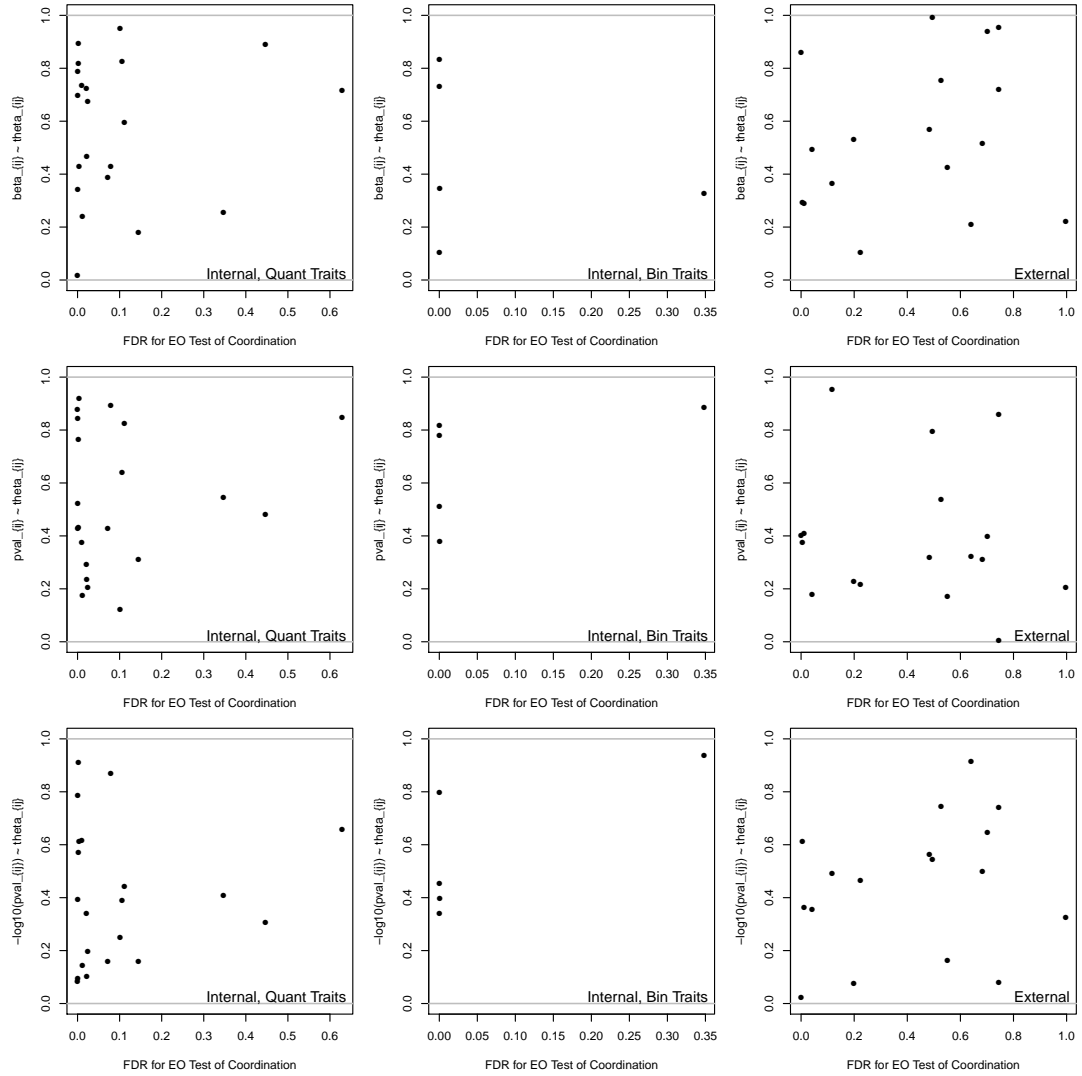 beta_{ij} ~ theta_{ij}
1.0
0.8
0.6
0.4
0.2
0.0
Internal, Quant Traits
0.0 0.1 0.2 0.3 0.4 0.5 0.6
FDR for EO Test of Coordination
beta_{ij} ~ theta_{ij}
1.0
0.8
0.6
0.4
0.2
0.0
Internal, Bin Traits
0.00 0.05 0.10 0.15 0.20 0.25 0.30 0.35
FDR for EO Test of Coordination
beta_{ij} ~ theta_{ij}
1.0
0.8
0.6
0.4
0.2
0.0
External
0.0 0.2 0.4 0.6 0.8 1.0
FDR for EO Test of Coordination
pval_{ij} ~ theta_{ij}
1.0
0.8
0.6
0.4
0.2
0.0
Internal, Quant Traits
0.0 0.1 0.2 0.3 0.4 0.5 0.6
FDR for EO Test of Coordination
pval_{ij} ~ theta_{ij}
1.0
0.8
0.6
0.4
0.2
0.0
Internal, Bin Traits
0.00 0.05 0.10 0.15 0.20 0.25 0.30 0.35
FDR for EO Test of Coordination
pval_{ij} ~ theta_{ij}
1.0
0.8
0.6
0.4
0.2
0.0
External
0.0 0.2 0.4 0.6 0.8 1.0
FDR for EO Test of Coordination
−log10(pval_{ij}) ~ theta_{ij}
1.0
0.8
0.6
0.4
0.2
0.0
Internal, Quant Traits
0.0 0.1 0.2 0.3 0.4 0.5 0.6
FDR for EO Test of Coordination
−log10(pval_{ij}) ~ theta_{ij}
1.0
0.8
0.6
0.4
0.2
0.0
Internal, Bin Traits
0.00 0.05 0.10 0.15 0.20 0.25 0.30 0.35
FDR for EO Test of Coordination
−log10(pval_{ij}) ~ theta_{ij}
1.0
0.8
0.6
0.4
0.2
0.0
External
0.0 0.2 0.4 0.6 0.8 1.0
FDR for EO Test of Coordination